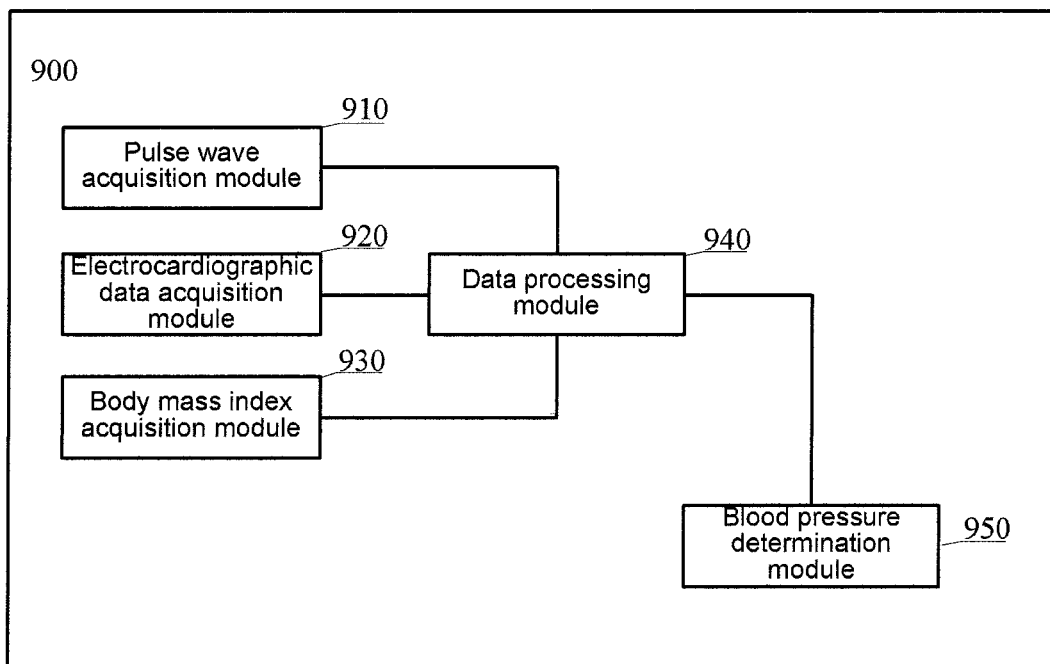 900
910
Pulse wave
acquisition module
920
Electrocardiographic
data acquisition
module
940
Data processing
module
930
Body mass index
acquisition module
Blood pressure
determination
module
950